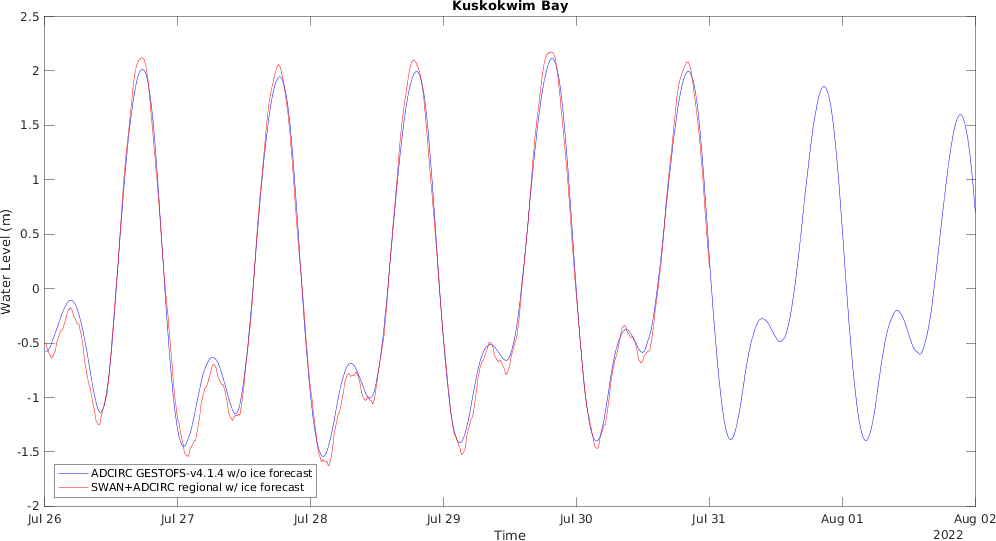 Kuskokwim Bay
2.5
2
1.5
1
0.5
0
-0.5
-1
-1.5
-2
Water Level (m)
ADCIRC GESTOFS-v4.1.4 w/o ice forecast
SWAN+ADCIRC regional w/ ice forecast
Jul 26 Jul 27 Jul 28 Jul 29 Jul 30 Jul 31 Aug 01 Aug 02
Time
2022